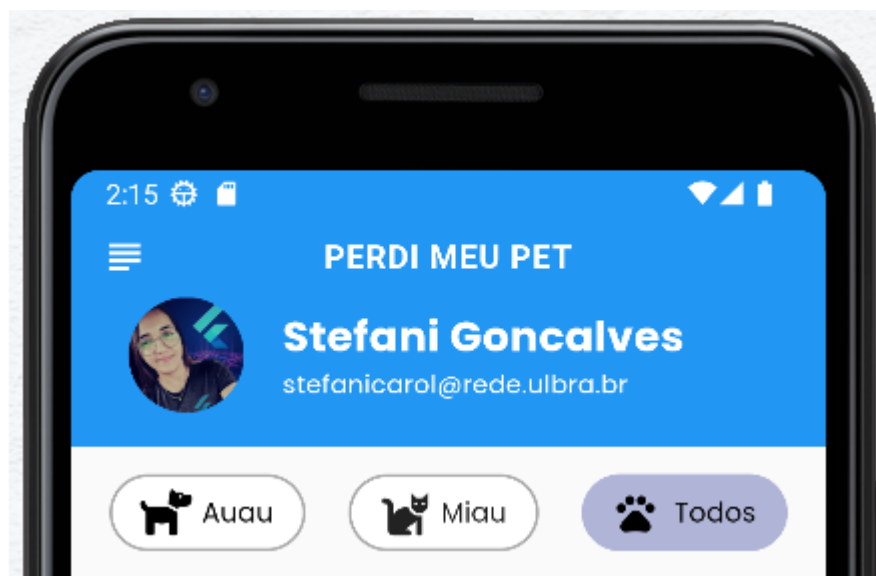 2:15
PERDI MEU PET
Stefani Goncalves
stefanicarol@rede.ulbra.br
Auau Miau Todos